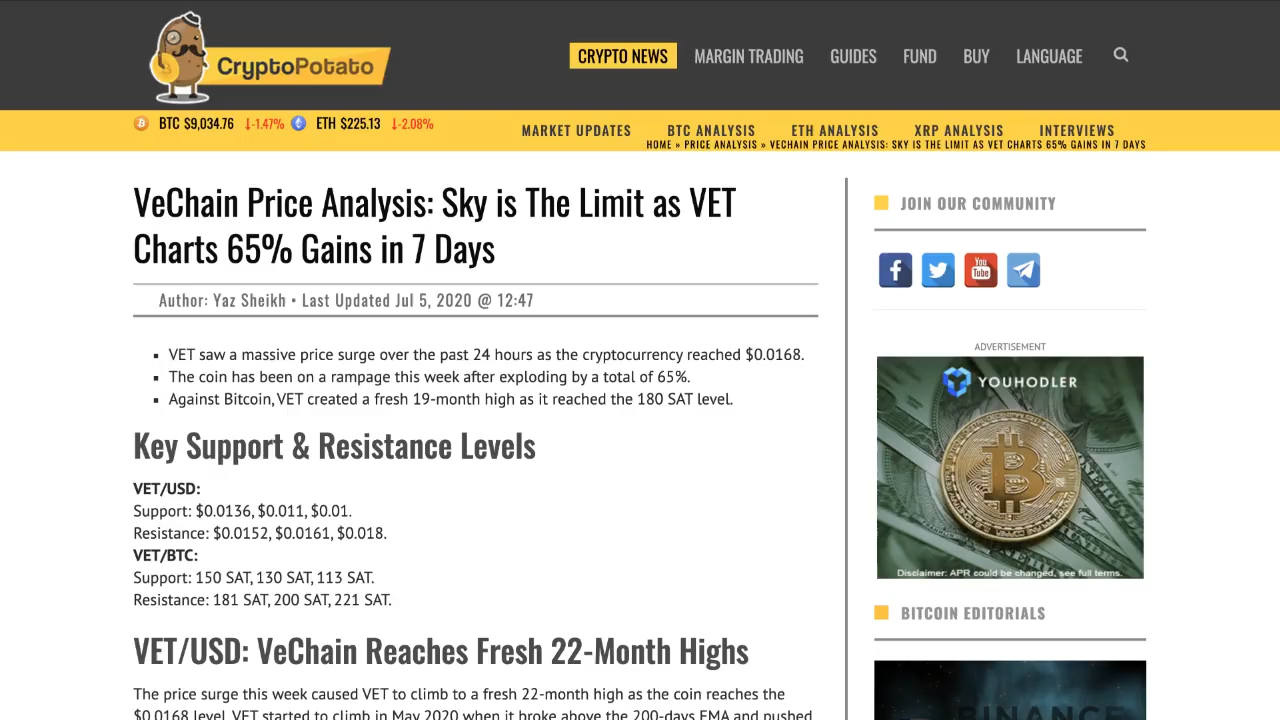 CryptoPotato
CRYPTO NEWS
MARGIN TRADING
GUIDES
FUND
BUY
LANGUAGE
BTC $9,034.76 ↓-1.47%
ETH $225.13 ↓-2.08%
MARKET UPDATES
BTC ANALYSIS
ETH ANALYSIS
XRP ANALYSIS
INTERVIEWS
HOME » PRICE ANALYSIS » VECHAIN PRICE ANALYSIS: SKY IS THE LIMIT AS VET CHARTS 65% GAINS IN 7 DAYS
VeChain Price Analysis: Sky is The Limit as VET
Charts 65% Gains in 7 Days
Author: Yaz Sheikh • Last Updated Jul 5, 2020 @ 12:47
▪ VET saw a massive price surge over the past 24 hours as the cryptocurrency reached $0.0168.
▪ The coin has been on a rampage this week after exploding by a total of 65%.
▪ Against Bitcoin, VET created a fresh 19-month high as it reached the 180 SAT level.
Key Support & Resistance Levels
VET/USD:
Support: $0.0136, $0.011, $0.01.
Resistance: $0.0152, $0.0161, $0.018.
VET/BTC:
Support: 150 SAT, 130 SAT, 113 SAT.
Resistance: 181 SAT, 200 SAT, 221 SAT.
VET/USD: VeChain Reaches Fresh 22-Month Highs
The price surge this week caused VET to climb to a fresh 22-month high as the coin reaches the
$0.0168 level. VET started to climb in May 2020 when it broke above the 200-days EMA and pushed
JOIN OUR COMMUNITY
You
Tube
ADVERTISEMENT
YOUHODLER
Disclaimer: APR could be changed, see full terms.
BITCOIN EDITORIALS
BINANCE